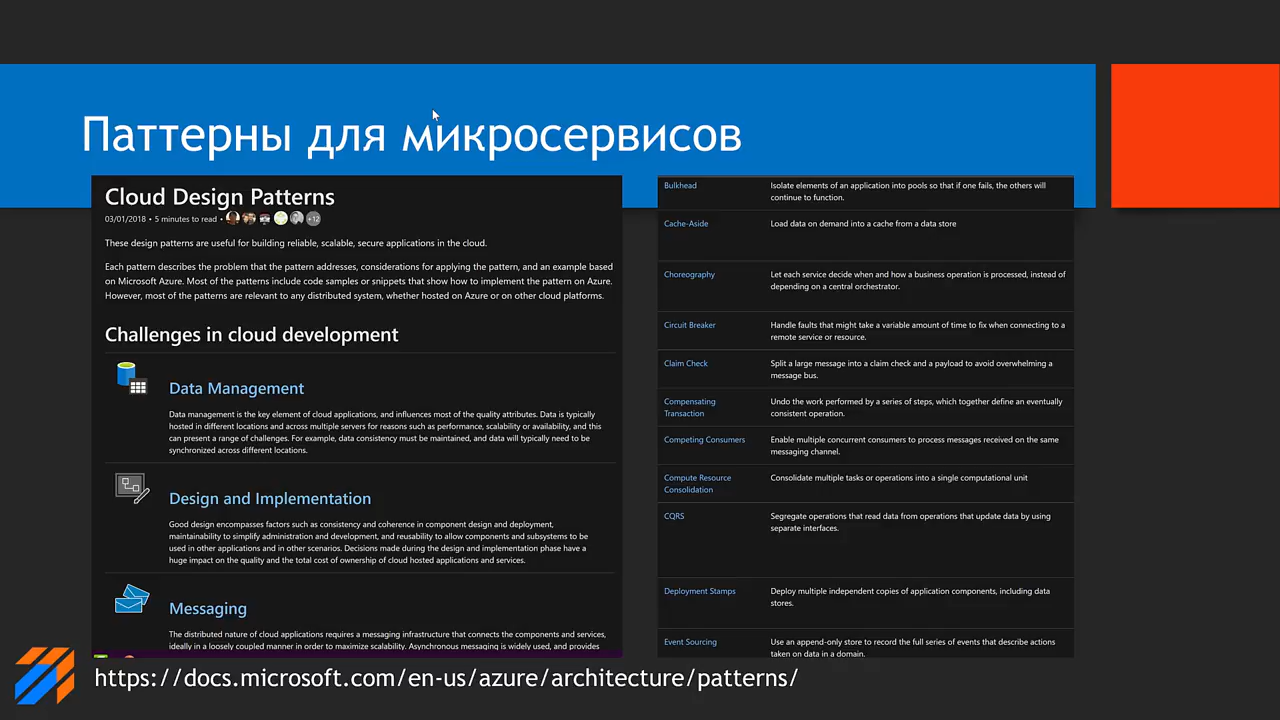 Паттерны для микросервисов
Cloud Design Patterns
03/01/2018 • 5 minutes to read •
+12
These design patterns are useful for building reliable, scalable, secure applications in the cloud.
Each pattern describes the problem that the pattern addresses, considerations for applying the pattern, and an example based
on Microsoft Azure. Most of the patterns include code samples or snippets that show how to implement the pattern on Azure.
However, most of the patterns are relevant to any distributed system, whether hosted on Azure or on other cloud platforms.
Challenges in cloud development
Data Management
Data management is the key element of cloud applications, and influences most of the quality attributes. Data is typically
hosted in different locations and across multiple servers for reasons such as performance, scalability or availability, and this
can present a range of challenges. For example, data consistency must be maintained, and data will typically need to be
synchronized across different locations.
Design and Implementation
Good design encompasses factors such as consistency and coherence in component design and deployment,
maintainability to simplify administration and development, and reusability to allow components and subsystems to be
used in other applications and in other scenarios. Decisions made during the design and implementation phase have a
huge impact on the quality and the total cost of ownership of cloud hosted applications and services.
Messaging
The distributed nature of cloud applications requires a messaging infrastructure that connects the components and services,
ideally in a loosely coupled manner in order to maximize scalability. Asynchronous messaging is widely used, and provides
Bulkhead
Isolate elements of an application into pools so that if one fails, the others will
continue to function.
Cache-Aside
Load data on demand into a cache from a data store
Choreography
Let each service decide when and how a business operation is processed, instead of
depending on a central orchestrator.
Circuit Breaker
Handle faults that might take a variable amount of time to fix when connecting to a
remote service or resource.
Claim Check
Split a large message into a claim check and a payload to avoid overwhelming a
message bus.
Compensating
Transaction
Undo the work performed by a series of steps, which together define an eventually
consistent operation.
Competing Consumers
Enable multiple concurrent consumers to process messages received on the same
messaging channel.
Compute Resource
Consolidation
Consolidate multiple tasks or operations into a single computational unit
CQRS
Segregate operations that read data from operations that update data by using
separate interfaces.
Deployment Stamps
Deploy multiple independent copies of application components, including data
stores.
Event Sourcing
Use an append-only store to record the full series of events that describe actions
taken on data in a domain.
https://docs.microsoft.com/en-us/azure/architecture/patterns/